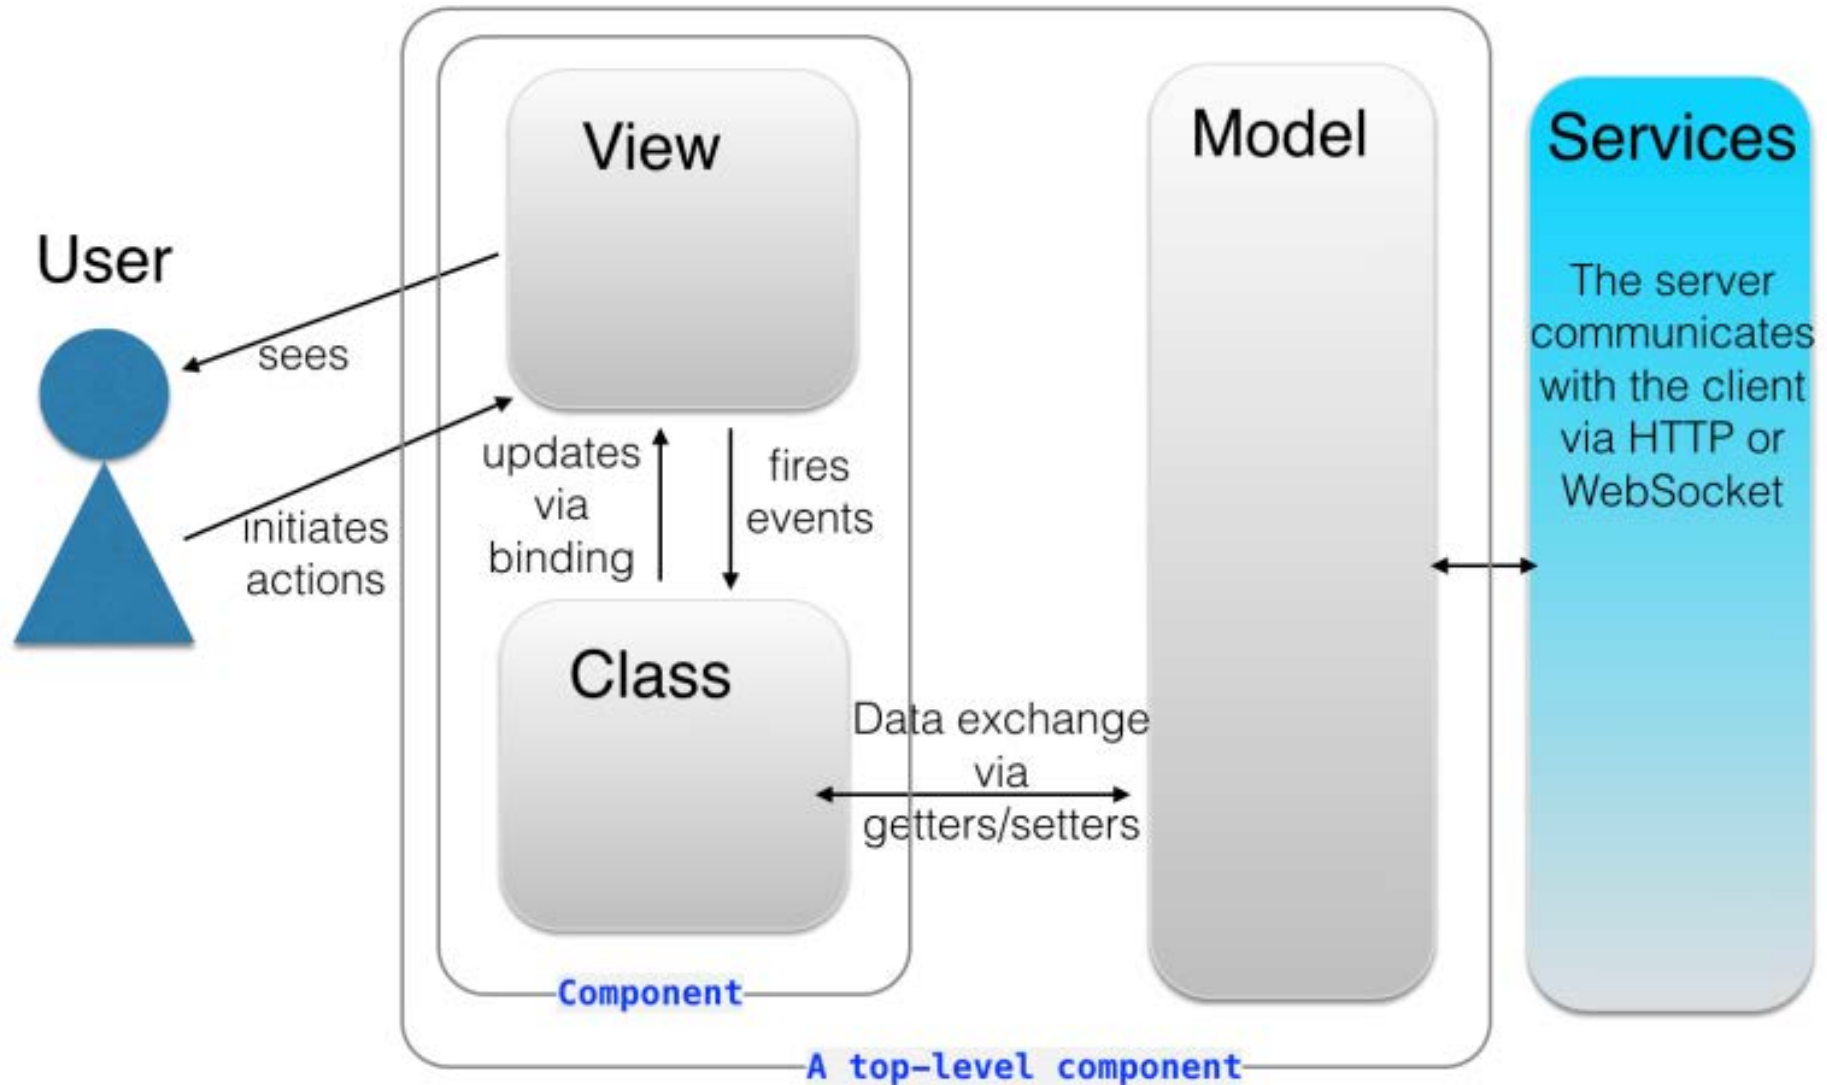 View
Model
Services
User
The server
communicates
with the client
via HTTP or
WebSocket
sees
initiates
actions
updates
via
binding
fires
events
Class
Data exchange
via
getters/setters
Component
A top-level component